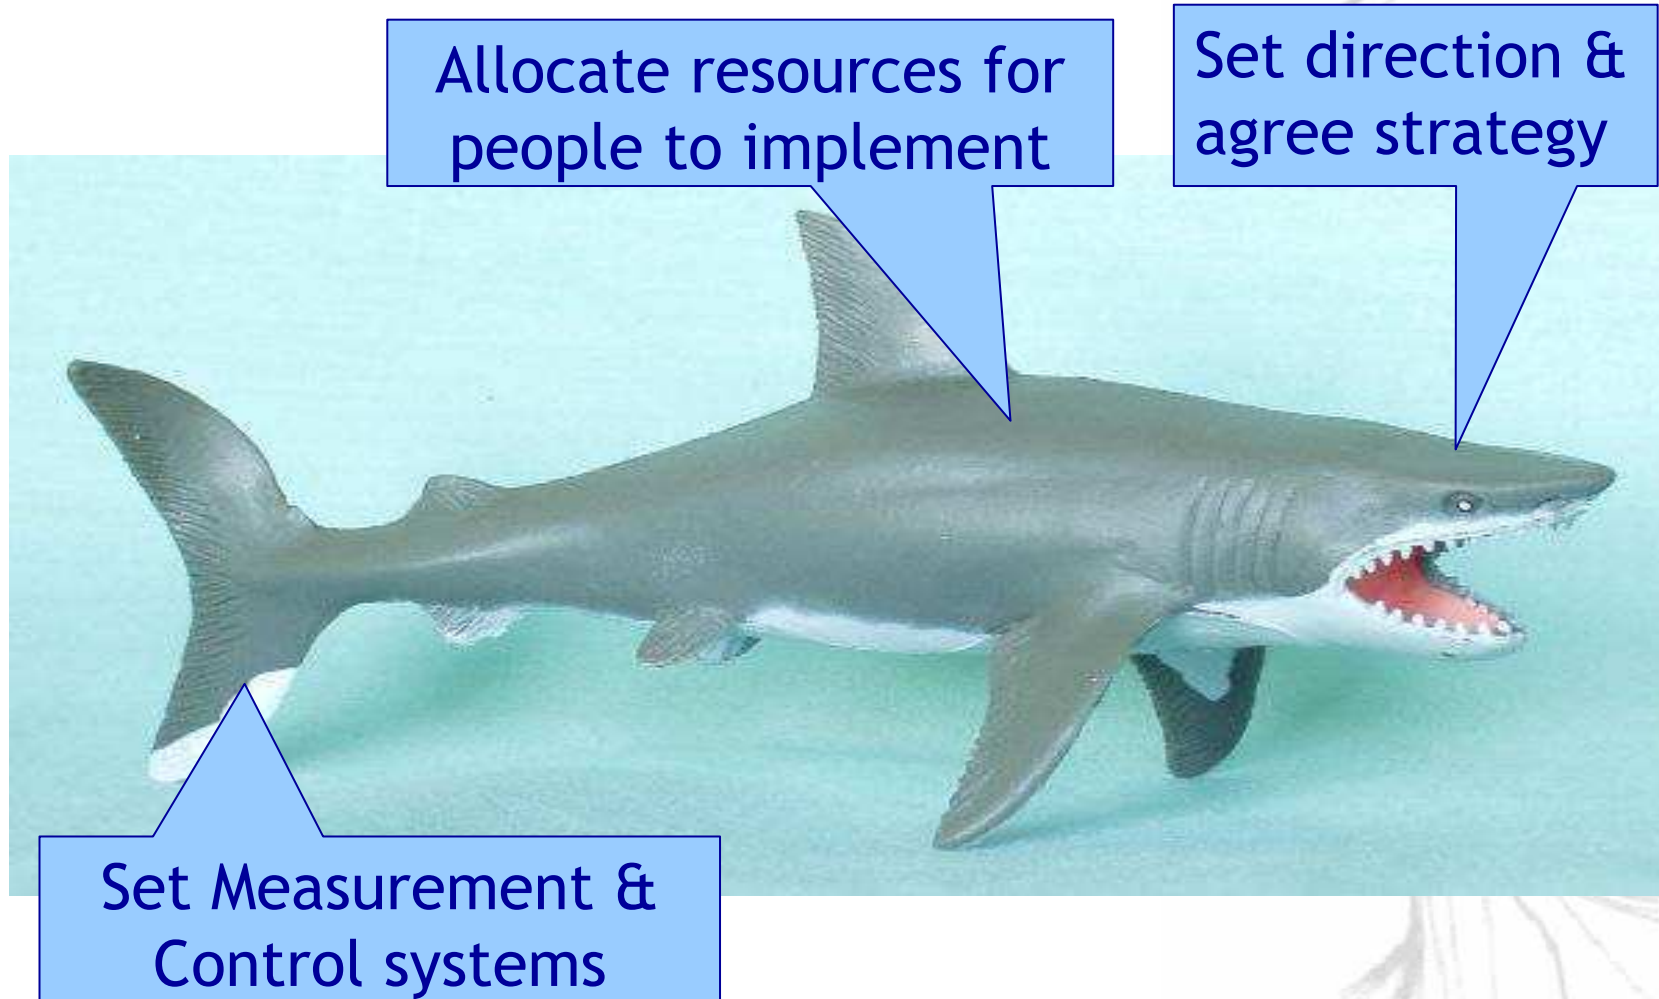 Allocate resources for
people to implement
Set direction &
agree strategy
Set Measurement &
Control systems